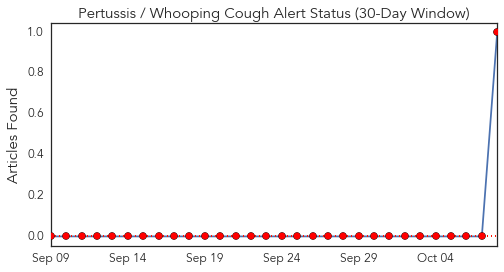 Pertussis / Whooping Cough Alert Status (30-Day Window)
Articles Found
1.0
0.8
0.6
0.4
0.2
0.0
Sep 09 Sep 14 Sep 19 Sep 24 Sep 29 Oct 04